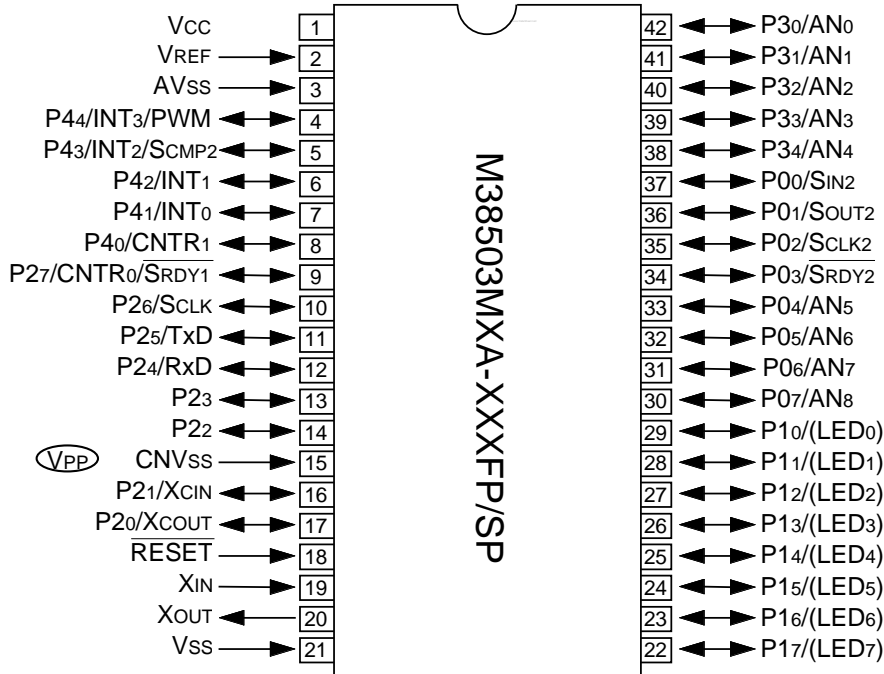 VCC 1
VREF 2
AVSS 3
P44/INT3/PWM 4
P43/INT2/SCMP2 5
P42/INT1 6
P41/INT0 7
P40/CNTR1 8
P27/CNTR0/SRDY1 9
P26/SCLK 10
P25/TxD 11
P24/RxD 12
P23 13
P22 14
VPP CNVSS 15
P21/XCIN 16
P20/XCOUT 17
RESET 18
XIN 19
XOUT 20
VSS 21
M38503MXA-XXXFP/SP
42 P30/AN0
41 P31/AN1
40 P32/AN2
39 P33/AN3
38 P34/AN4
37 P00/SIN2
36 P01/SOUT2
35 P02/SCLK2
34 P03/SRDY2
33 P04/AN5
32 P05/AN6
31 P06/AN7
30 P07/AN8
29 P10/(LED0)
28 P11/(LED1)
27 P12/(LED2)
26 P13/(LED3)
25 P14/(LED4)
24 P15/(LED5)
23 P16/(LED6)
22 P17/(LED7)